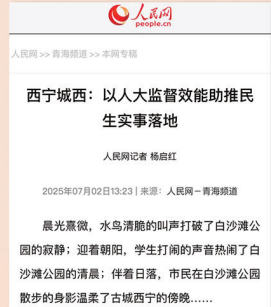 人民网
people.cn
人民网 >> 青海频道 >> 本网专稿
西宁城西：以人大监督效能助推民
生实事落地
人民网记者 杨启红
2025年07月02日13:23 | 来源：人民网－青海频道
晨光熹微，水鸟清脆的叫声打破了白沙滩公
园的寂静；迎着朝阳，学生打闹的声音热闹了白
沙滩公园的清晨；伴着日落，市民在白沙滩公园
散步的身影温柔了古城西宁的傍晚……